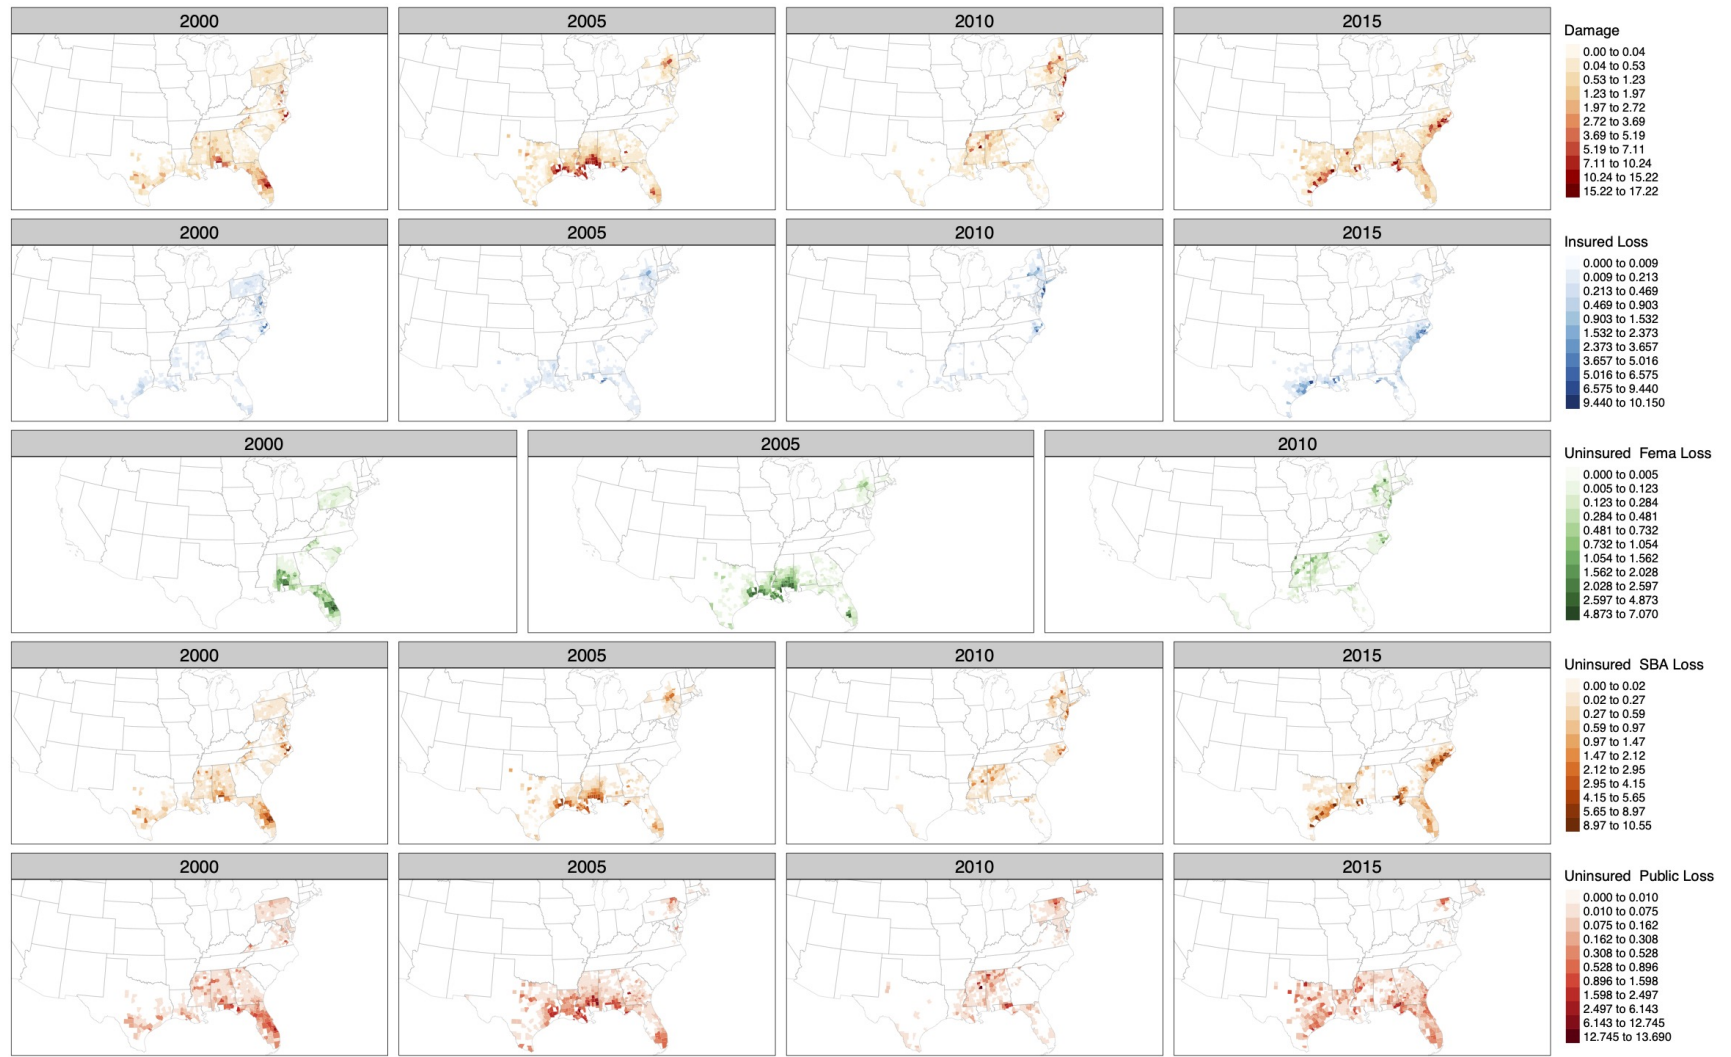 2000 2005 2010 2015
Damage
0.00 to 0.04
0.04 to 0.53
0.53 to 1.23
1.23 to 1.97
1.97 to 2.72
2.72 to 3.69
3.69 to 5.19
5.19 to 7.11
7.11 to 10.24
10.24 to 15.22
15.22 to 17.22
2000 2005 2010 2015
Insured Loss
0.000 to 0.009
0.009 to 0.213
0.213 to 0.469
0.469 to 0.903
0.903 to 1.532
1.532 to 2.373
2.373 to 3.657
3.657 to 5.016
5.016 to 6.575
6.575 to 9.440
9.440 to 10.150
2000 2005 2010
Uninsured Fema Loss
0.000 to 0.005
0.005 to 0.123
0.123 to 0.284
0.284 to 0.481
0.481 to 0.732
0.732 to 1.054
1.054 to 1.562
1.562 to 2.028
2.028 to 2.597
2.597 to 4.873
4.873 to 7.070
2000 2005 2010 2015
Uninsured SBA Loss
0.00 to 0.02
0.02 to 0.27
0.27 to 0.59
0.59 to 0.97
0.97 to 1.47
1.47 to 2.12
2.12 to 2.95
2.95 to 4.15
4.15 to 5.65
5.65 to 8.97
8.97 to 10.55
2000 2005 2010 2015
Uninsured Public Loss
0.000 to 0.010
0.010 to 0.075
0.075 to 0.162
0.162 to 0.308
0.308 to 0.528
0.528 to 0.896
0.896 to 1.598
1.598 to 2.497
2.497 to 6.143
6.143 to 12.745
12.745 to 13.690